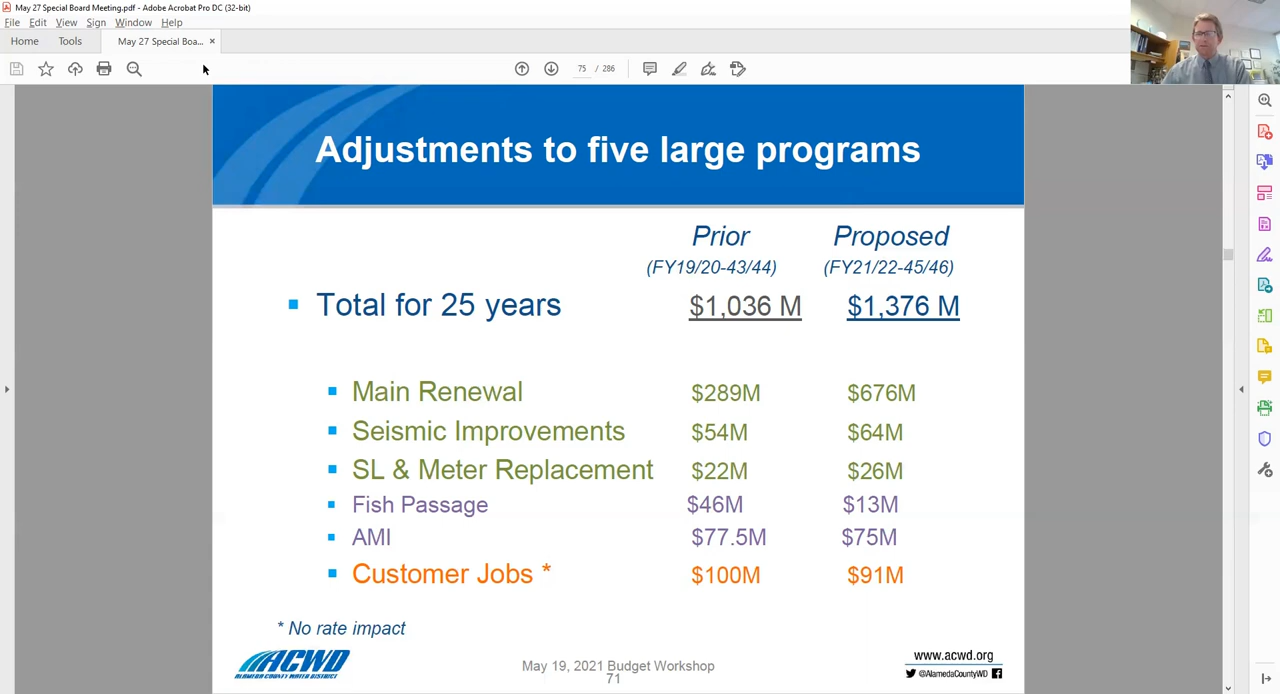 May 27 Special Board Meeting.pdf - Adobe Acrobat Pro DC (32-bit)
File Edit View Sign Window Help
Home Tools May 27 Special Boa... ×
75 / 286
Adjustments to five large programs
Prior Proposed
(FY19/20-43/44) (FY21/22-45/46)
▪ Total for 25 years $1,036 M $1,376 M
▪ Main Renewal $289M $676M
▪ Seismic Improvements $54M $64M
▪ SL & Meter Replacement $22M $26M
▪ Fish Passage $46M $13M
▪ AMI $77.5M $75M
▪ Customer Jobs * $100M $91M
* No rate impact
ACWD
ALAMEDA COUNTY WATER DISTRICT
May 19, 2021 Budget Workshop
71
www.acwd.org
@AlamedaCountyWD